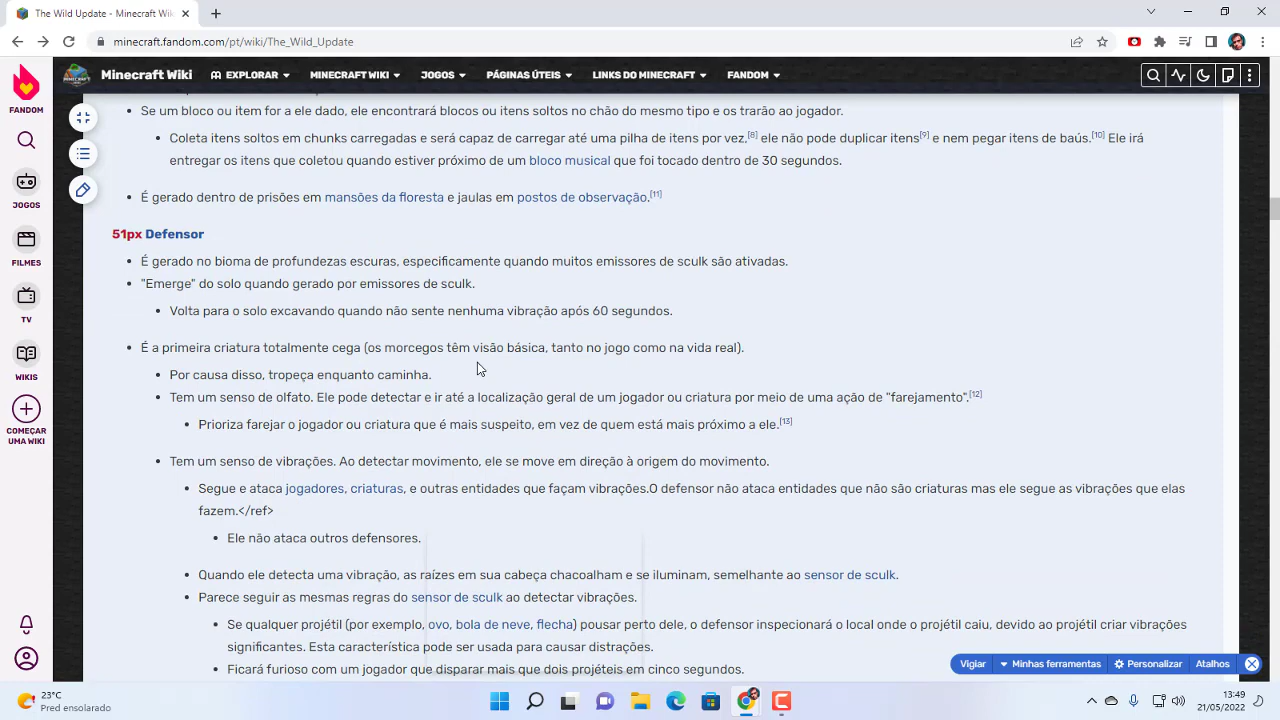 The Wild Update - Minecraft Wiki
minecraft.fandom.com/pt/wiki/The_Wild_Update
FANDOM
JOGOS
FILMES
TV
WIKIS
COMEÇAR
UMA WIKI
Minecraft Wiki
EXPLORAR
MINECRAFT WIKI
JOGOS
PÁGINAS ÚTEIS
LINKS DO MINECRAFT
FANDOM
Se um bloco ou item for a ele dado, ele encontrará blocos ou itens soltos no chão do mesmo tipo e os trarão ao jogador.
Coleta itens soltos em chunks carregadas e será capaz de carregar até uma pilha de itens por vez,[8] ele não pode duplicar itens[9] e nem pegar itens de baús.[10] Ele irá
entregar os itens que coletou quando estiver próximo de um bloco musical que foi tocado dentro de 30 segundos.
É gerado dentro de prisões em mansões da floresta e jaulas em postos de observação.[11]
51px Defensor
É gerado no bioma de profundezas escuras, especificamente quando muitos emissores de sculk são ativadas.
"Emerge" do solo quando gerado por emissores de sculk.
Volta para o solo excavando quando não sente nenhuma vibração após 60 segundos.
É a primeira criatura totalmente cega (os morcegos têm visão básica, tanto no jogo como na vida real).
Por causa disso, tropeça enquanto caminha.
Tem um senso de olfato. Ele pode detectar e ir até a localização geral de um jogador ou criatura por meio de uma ação de "farejamento".[12]
Prioriza farejar o jogador ou criatura que é mais suspeito, em vez de quem está mais próximo a ele.[13]
Tem um senso de vibrações. Ao detectar movimento, ele se move em direção à origem do movimento.
Segue e ataca jogadores, criaturas, e outras entidades que façam vibrações.O defensor não ataca entidades que não são criaturas mas ele segue as vibrações que elas
fazem.</ref>
Ele não ataca outros defensores.
Quando ele detecta uma vibração, as raízes em sua cabeça chacoalham e se iluminam, semelhante ao sensor de sculk.
Parece seguir as mesmas regras do sensor de sculk ao detectar vibrações.
Se qualquer projétil (por exemplo, ovo, bola de neve, flecha) pousar perto dele, o defensor inspecionará o local onde o projétil caiu, devido ao projétil criar vibrações
significantes. Esta característica pode ser usada para causar distrações.
Ficará furioso com um jogador que disparar mais que dois projéteis em cinco segundos.
Vigiar
Minhas ferramentas
Personalizar
Atalhos
23°C
Pred ensolarado
13:49
21/05/2022